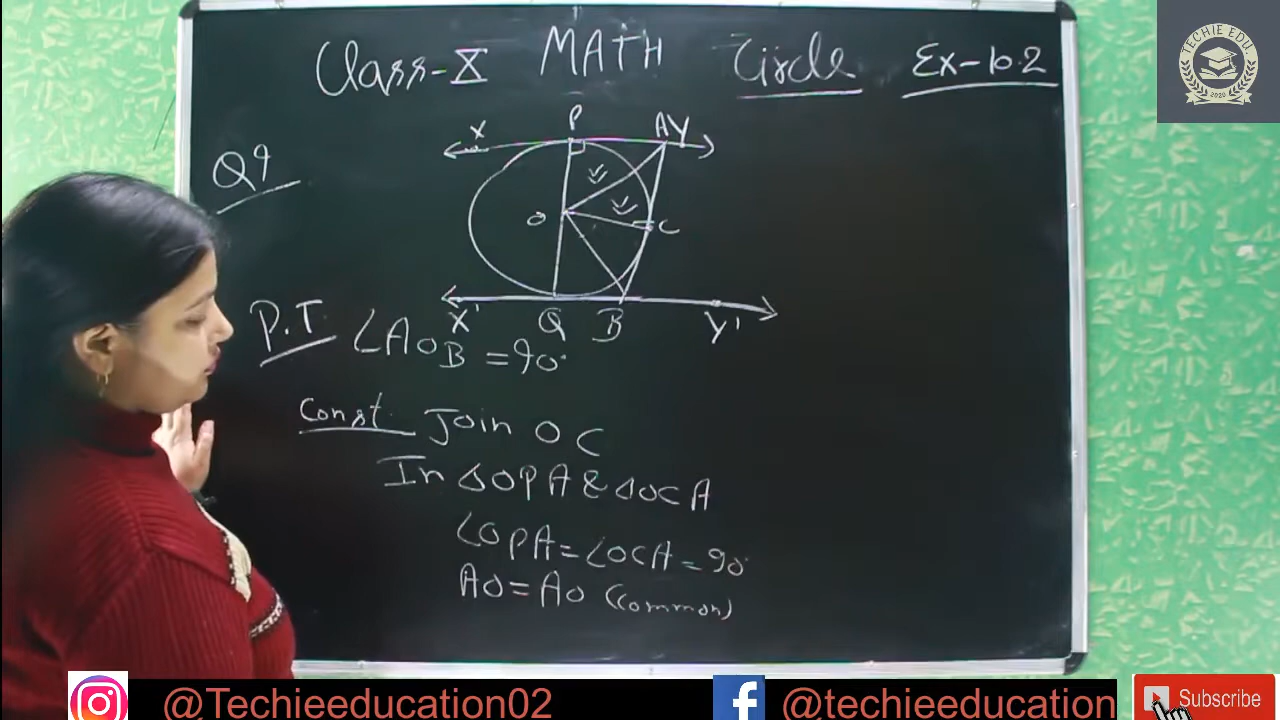 Class-X MATH Circle Ex-10.2
TECHIE EDU.
2020
Q9
X P A Y
O C
X' Q B Y'
P.T. ∠AOB = 90°
Const. Join OC
In △OPA & △OCA
∠OPA = ∠OCA = 90°
AO = AO (common)
@Techieeducation02 @techieeducation Subscribe